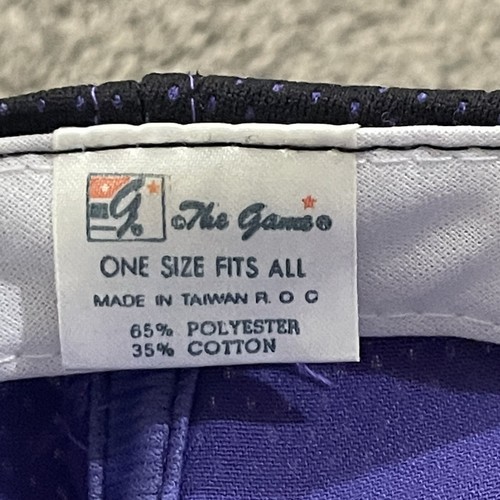 G
©The Game®
ONE SIZE FITS ALL
MADE IN TAIWAN R. O C
65% POLYESTER
35% COTTON